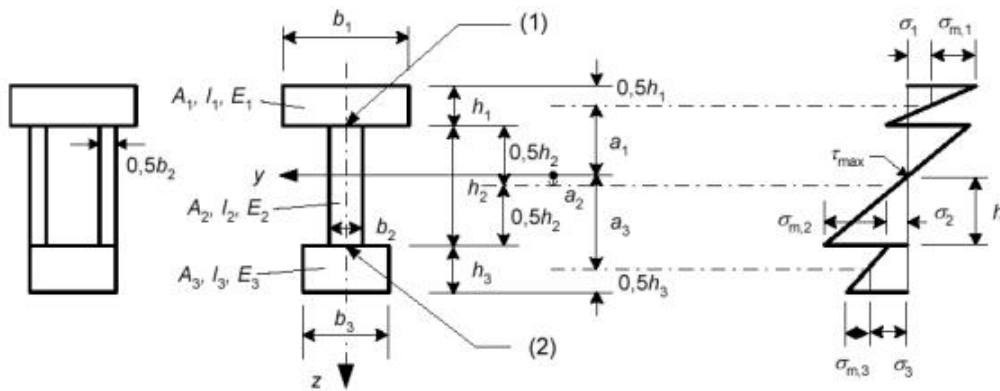 b₁
(1)
σ₁
σm,1
A₁, I₁, E₁
h₁
0,5h₁
0,5b₂
0,5h₂
a₁
y
h₂
τmax
a₂
A₂, I₂, E₂
b₂
0,5h₂
a₃
σm,2
σ₂
h
A₃, I₃, E₃
h₃
0,5h₃
b₃
(2)
z
σm,3
σ₃